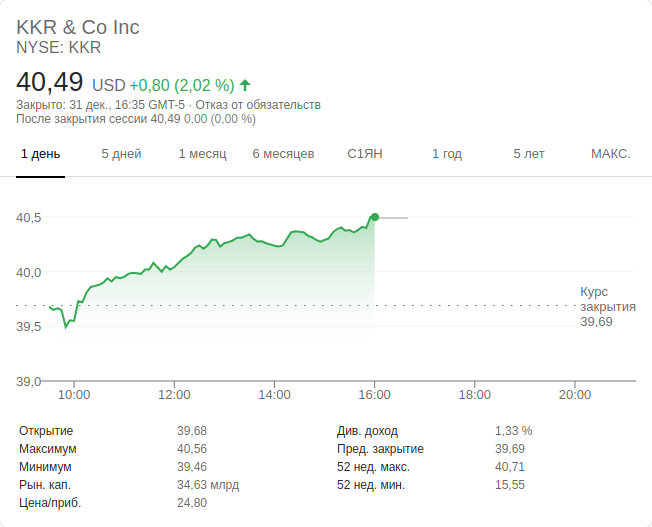 KKR & Co Inc
NYSE: KKR
40,49 USD +0,80 (2,02 %)
Закрыто: 31 дек., 16:35 GMT-5 · Отказ от обязательств
После закрытия сессии 40,49 0,00 (0,00 %)
1 день 5 дней 1 месяц 6 месяцев С1ЯН 1 год 5 лет МАКС.
40,5
40,0
39,5
39,0
Курс
закрытия
39,69
10:00 12:00 14:00 16:00 18:00 20:00
Открытие 39,68
Максимум 40,56
Минимум 39,46
Рын. кап. 34,63 млрд
Цена/приб. 24,80
Див. доход 1,33 %
Пред. закрытие 39,69
52 нед. макс. 40,71
52 нед. мин. 15,55